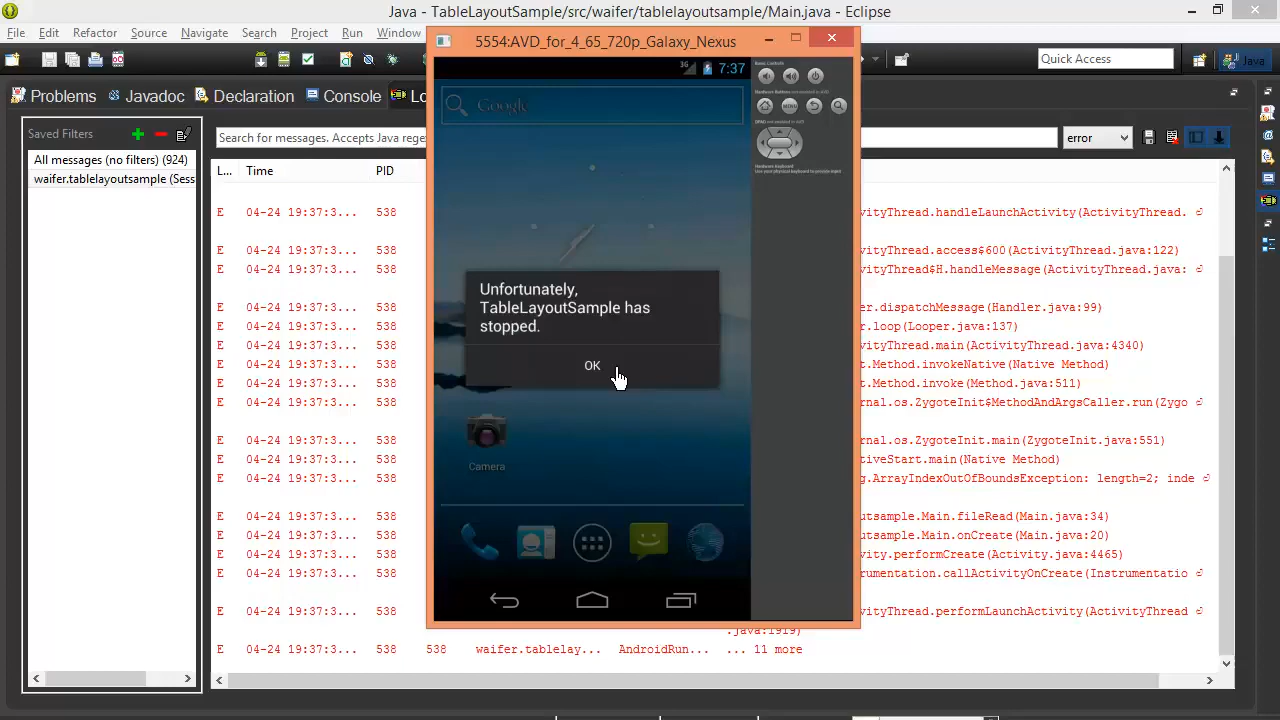 Java - TableLayoutSample/src/waifer/tablelayoutsample/Main.java - Eclipse
File Edit Refactor Source Navigate Search Project Run Window
Quick Access
Java
Problems
Javadoc
Declaration
Console
Saved Fil
All messages (no filters) (924)
waifer.tablelayoutsample (Sess
Search for messages. Accepts Java rege
error
L... Time PID
5554:AVD_for_4_65_720p_Galaxy_Nexus
3G 7:37
Google
Basic Controls
MENU
Unfortunately,
TableLayoutSample has
stopped.
OK
Camera
E 04-24 19:37:3... 538 ivityThread.handleLaunchActivity(ActivityThread.
E 04-24 19:37:3... 538 ivityThread.access$600(ActivityThread.java:122)
E 04-24 19:37:3... 538 ivityThread$H.handleMessage(ActivityThread.java:
E 04-24 19:37:3... 538 er.dispatchMessage(Handler.java:99)
E 04-24 19:37:3... 538 er.loop(Looper.java:137)
E 04-24 19:37:3... 538 ivityThread.main(ActivityThread.java:4340)
E 04-24 19:37:3... 538 t.Method.invokeNative(Native Method)
E 04-24 19:37:3... 538 t.Method.invoke(Method.java:511)
E 04-24 19:37:3... 538 rnal.os.ZygoteInit$MethodAndArgsCaller.run(Zygo
E 04-24 19:37:3... 538 rnal.os.ZygoteInit.main(ZygoteInit.java:551)
E 04-24 19:37:3... 538 tiveStart.main(Native Method)
E 04-24 19:37:3... 538 g.ArrayIndexOutOfBoundsException: length=2; inde
E 04-24 19:37:3... 538 utsample.Main.fileRead(Main.java:34)
E 04-24 19:37:3... 538 utsample.Main.onCreate(Main.java:20)
E 04-24 19:37:3... 538 ivity.performCreate(Activity.java:4465)
E 04-24 19:37:3... 538 rumentation.callActivityOnCreate(Instrumentatio
E 04-24 19:37:3... 538 ivityThread.performLaunchActivity(ActivityThread
.java:1919)
E 04-24 19:37:3... 538 538 waifer.tablelay... AndroidRun... ... 11 more